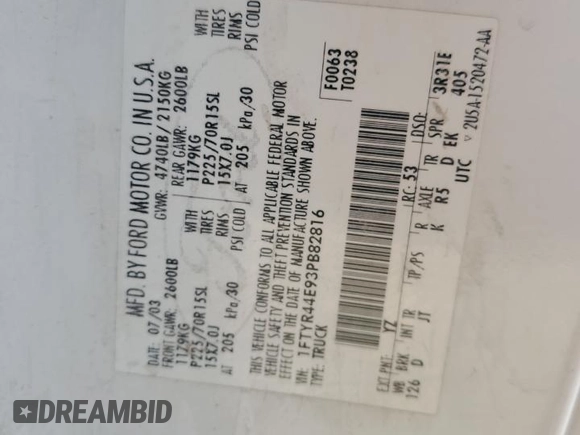 MFD. BY FORD MOTOR CO. IN U.S.A.
DATE: 07/03 GVWR: 4740LB/ 2150KG
FRONT GAWR: 2600LB REAR GAWR: 2600LB
1179KG WITH 1179KG WITH
P225/70R15SL TIRES P225/70R15SL TIRES
15X7.0J RIMS 15X7.0J RIMS
AT 205 kPa/30 PSI COLD AT 205 kPa/30 PSI COLD
THIS VEHICLE CONFORMS TO ALL APPLICABLE FEDERAL MOTOR
VEHICLE SAFETY AND THEFT PREVENTION STANDARDS IN
EFFECT ON THE DATE OF MANUFACTURE SHOWN ABOVE.
VIN: 1FTYR44E93PB82816
TYPE: TRUCK
F0063
T0238
EXT PNT: YZ RC: 53 DSO:
WB BRK INT TR TP/PS R AXLE TR SPR 3R31E
126 D JT K R5 D EK 405
UTC
V 2U5A-1520472-AA
DREAMBID